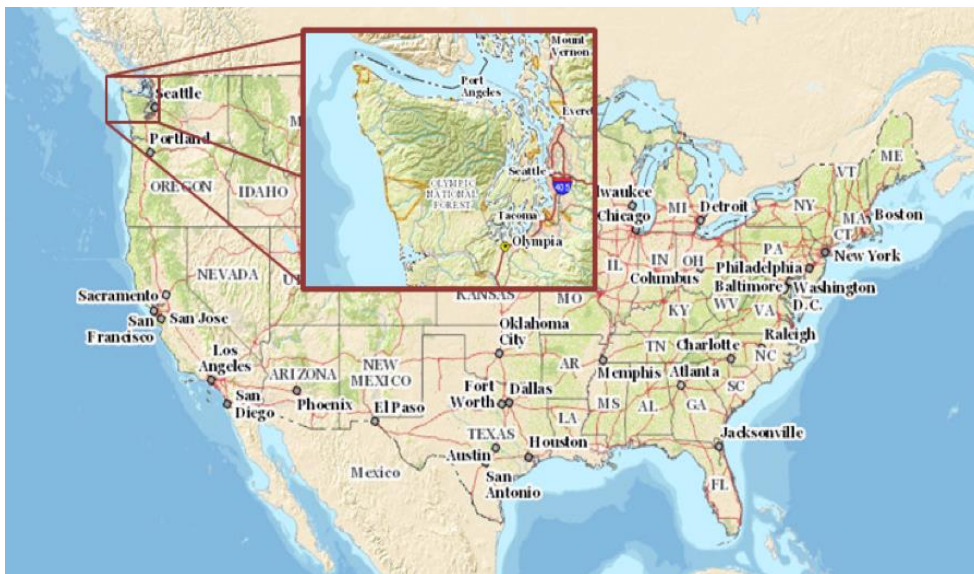 Mount
Vernon
Port
Angeles
Everet
Seattle
405
OLYMPIC
NATIONAL
FOREST
Tacoma
Olympia
Seattle
Portland
OREGON
IDAHO
M
NEVADA
U
Sacramento
San
Francisco
San Jose
Los
Angeles
San
Diego
ARIZONA
Phoenix
NEW
MEXICO
El Paso
Mexico
KANSAS
Oklahoma
City
Fort
Worth
Dallas
TEXAS
Austin
San
Antonio
Houston
lwaukee
Chicago
MI
Detroit
IL
IN
OH
Columbus
MO
KY
WV
VA
AR
TN
Memphis
Charlotte
Raleigh
NC
Atlanta
SC
MS
AL
GA
LA
Jacksonville
FL
ME
VT
NY
MA
Boston
CT
New York
PA
Philadelphia
Baltimore
Washington
D.C.